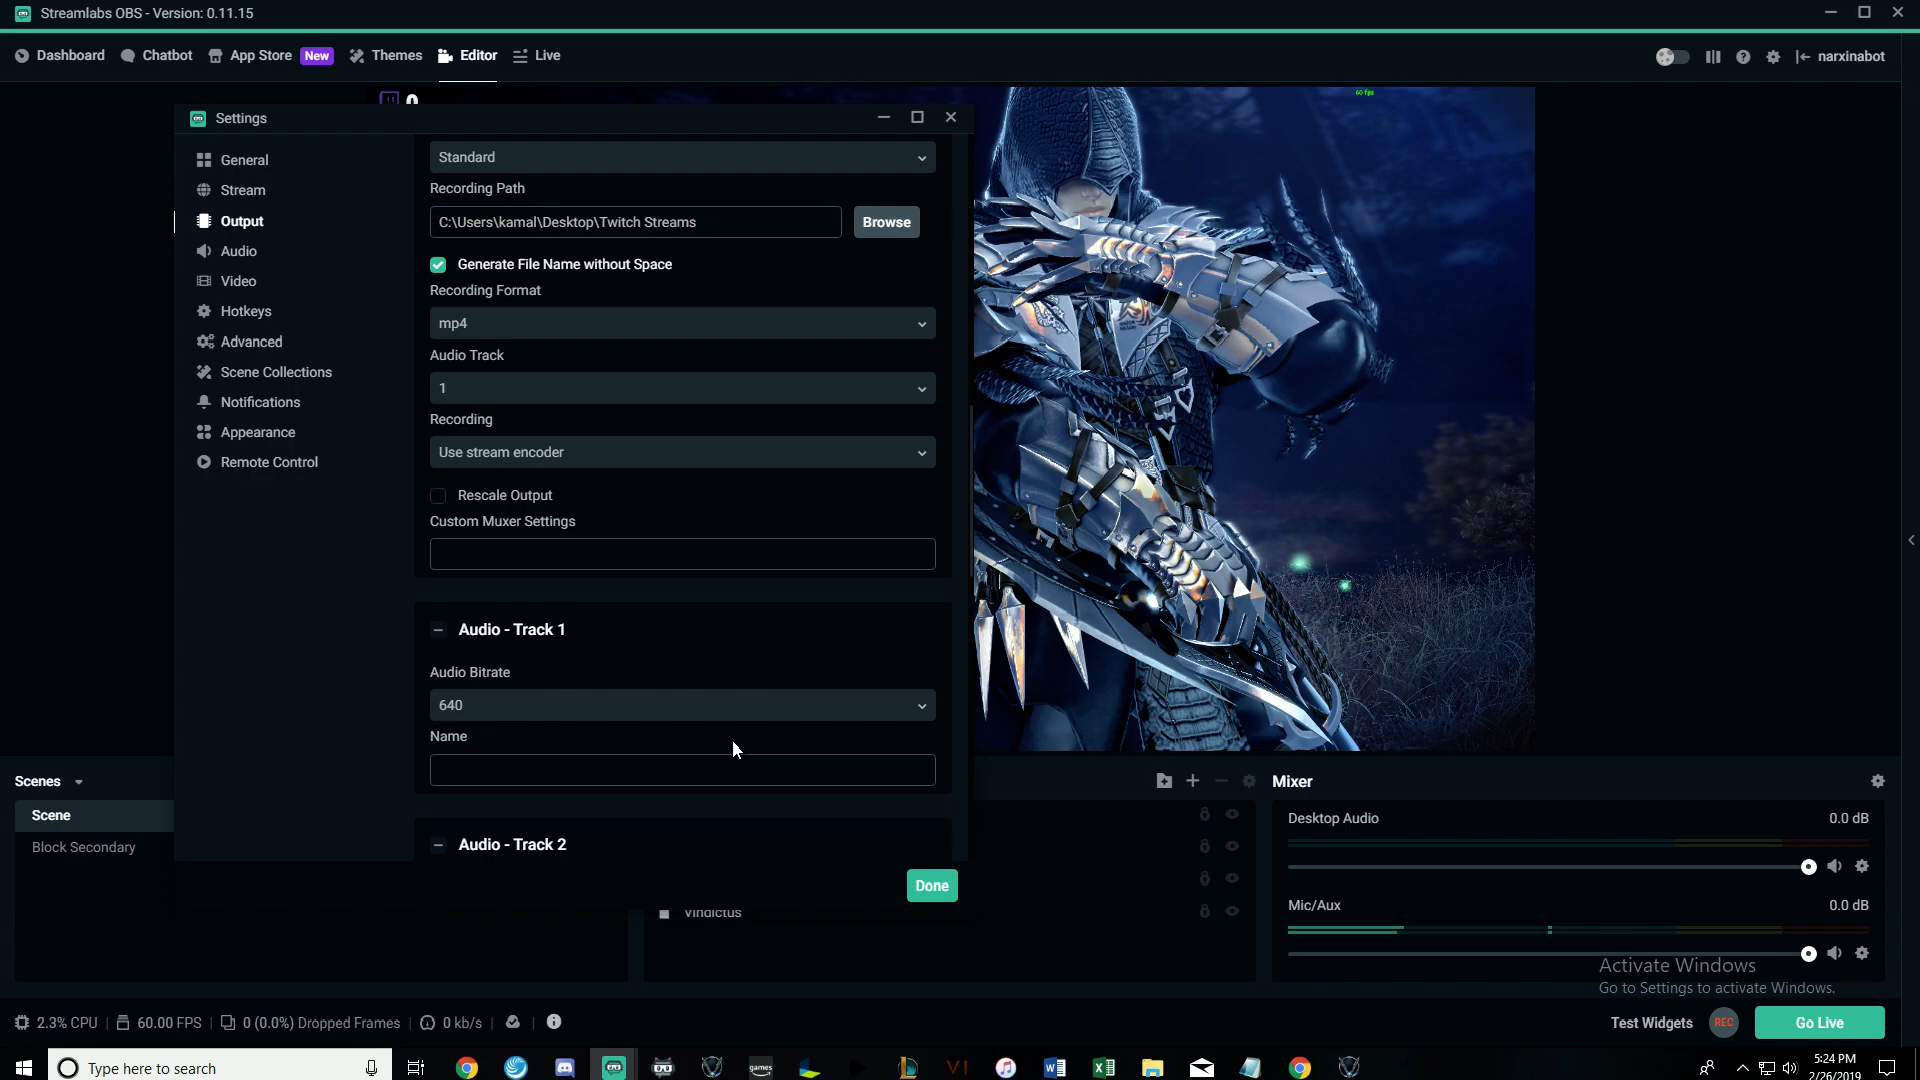 Streamlabs OBS - Version: 0.11.15
Dashboard Chatbot App Store New Themes Editor Live narxinabot
0
60 fps
Settings
General
Stream
Output
Audio
Video
Hotkeys
Advanced
Scene Collections
Notifications
Appearance
Remote Control
Standard
Recording Path
C:\Users\kamal\Desktop\Twitch Streams Browse
Generate File Name without Space
Recording Format
mp4
Audio Track
1
Recording
Use stream encoder
Rescale Output
Custom Muxer Settings
Audio - Track 1
Audio Bitrate
640
Name
Audio - Track 2
Done
Scenes
Scene
Block Secondary
Vindictus
Mixer
Desktop Audio 0.0 dB
Mic/Aux 0.0 dB
Activate Windows
Go to Settings to activate Windows.
2.3% CPU 60.00 FPS 0 (0.0%) Dropped Frames 0 kb/s
Test Widgets REC Go Live
Type here to search
games
VI
5:24 PM
2/26/2019